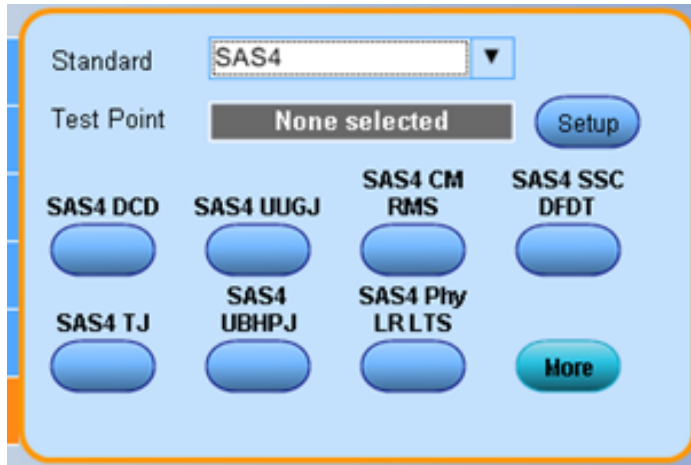 Standard SAS4
Test Point None selected Setup
SAS4 DCD SAS4 UUGJ SAS4 CM RMS SAS4 SSC DFDT
SAS4 TJ SAS4 UBHPJ SAS4 Phy LR LTS More